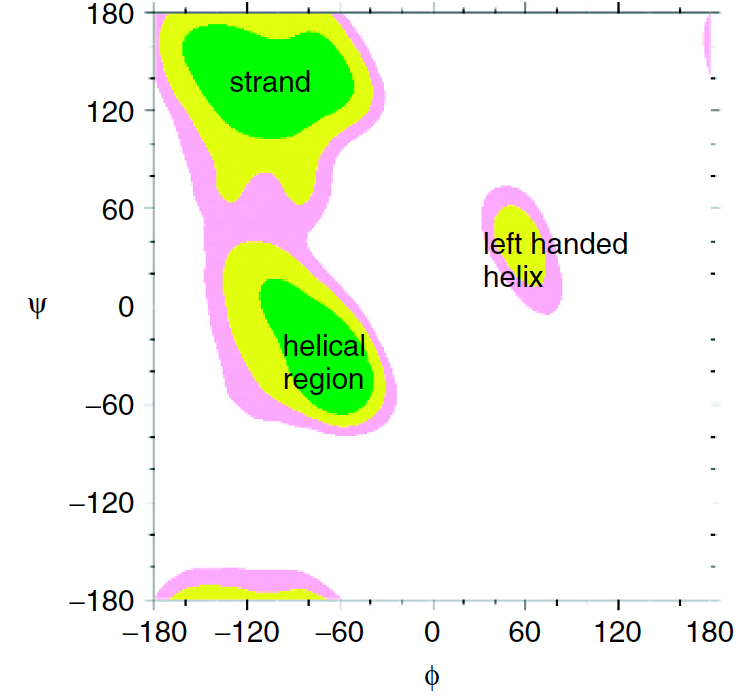 180
strand
120
60
left handed
helix
ψ
0
helical
region
−60
−120
−180
−180 −120 −60 0 60 120 180
ϕ